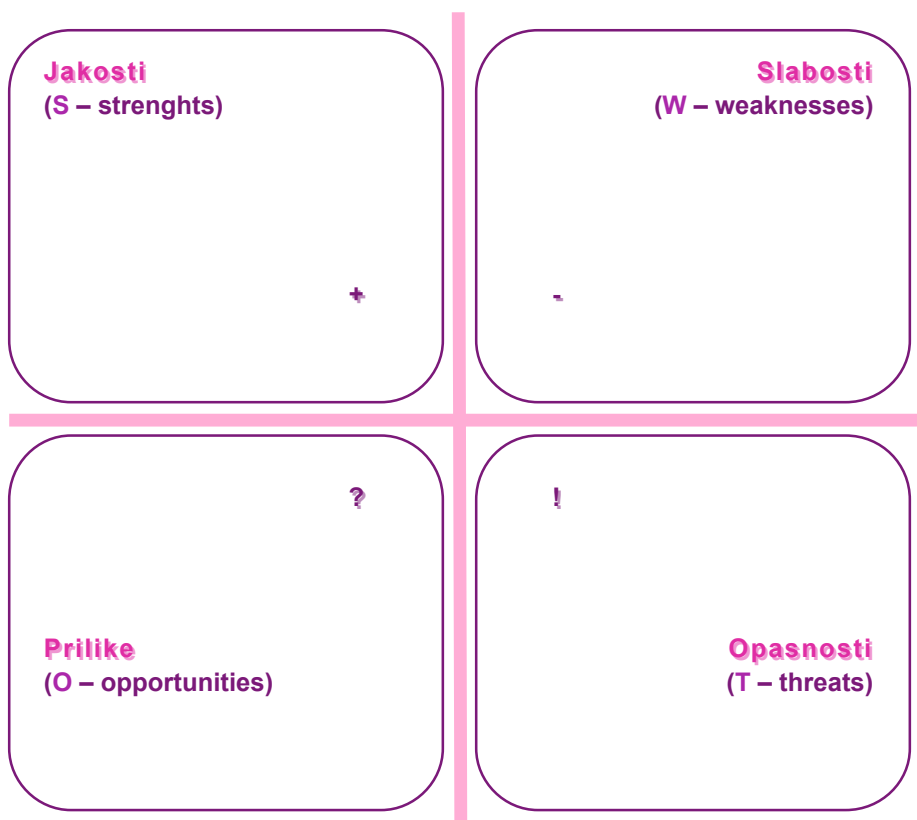 Jakosti
(S – strenghts)
+
Slabosti
(W – weaknesses)
-
?
Prilike
(O – opportunities)
!
Opasnosti
(T – threats)